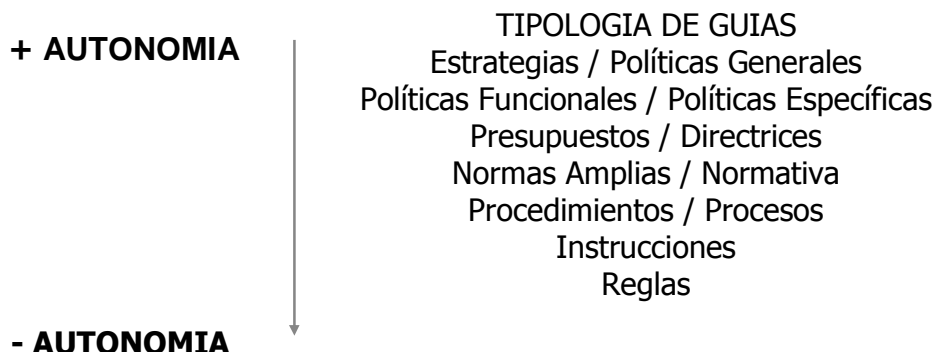 + AUTONOMIA
TIPOLOGIA DE GUIAS
Estrategias / Políticas Generales
Políticas Funcionales / Políticas Específicas
Presupuestos / Directrices
Normas Amplias / Normativa
Procedimientos / Procesos
Instrucciones
Reglas
- AUTONOMIA